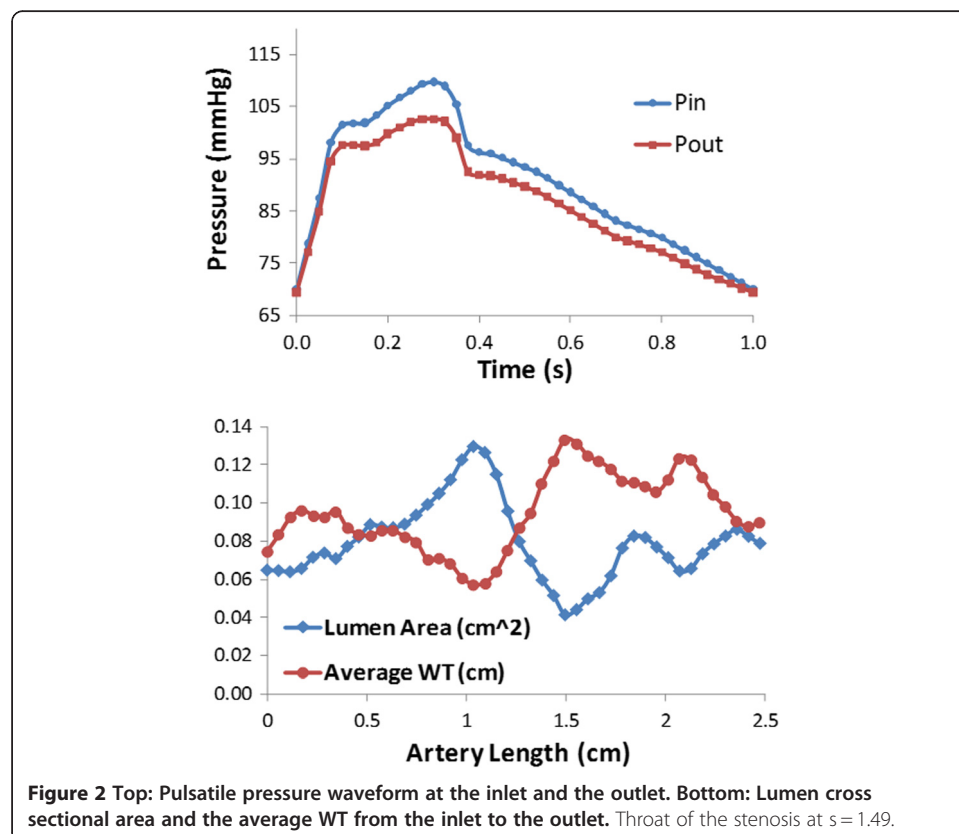 115
105
95
85
75
65
Pressure (mmHg)
Pin
Pout
0.0 0.2 0.4 0.6 0.8 1.0
Time (s)
0.14
0.12
0.10
0.08
0.06
0.04
0.02
0.00
Lumen Area (cm^2)
Average WT (cm)
0 0.5 1 1.5 2 2.5
Artery Length (cm)
Figure 2 Top: Pulsatile pressure waveform at the inlet and the outlet. Bottom: Lumen cross
sectional area and the average WT from the inlet to the outlet. Throat of the stenosis at s = 1.49.